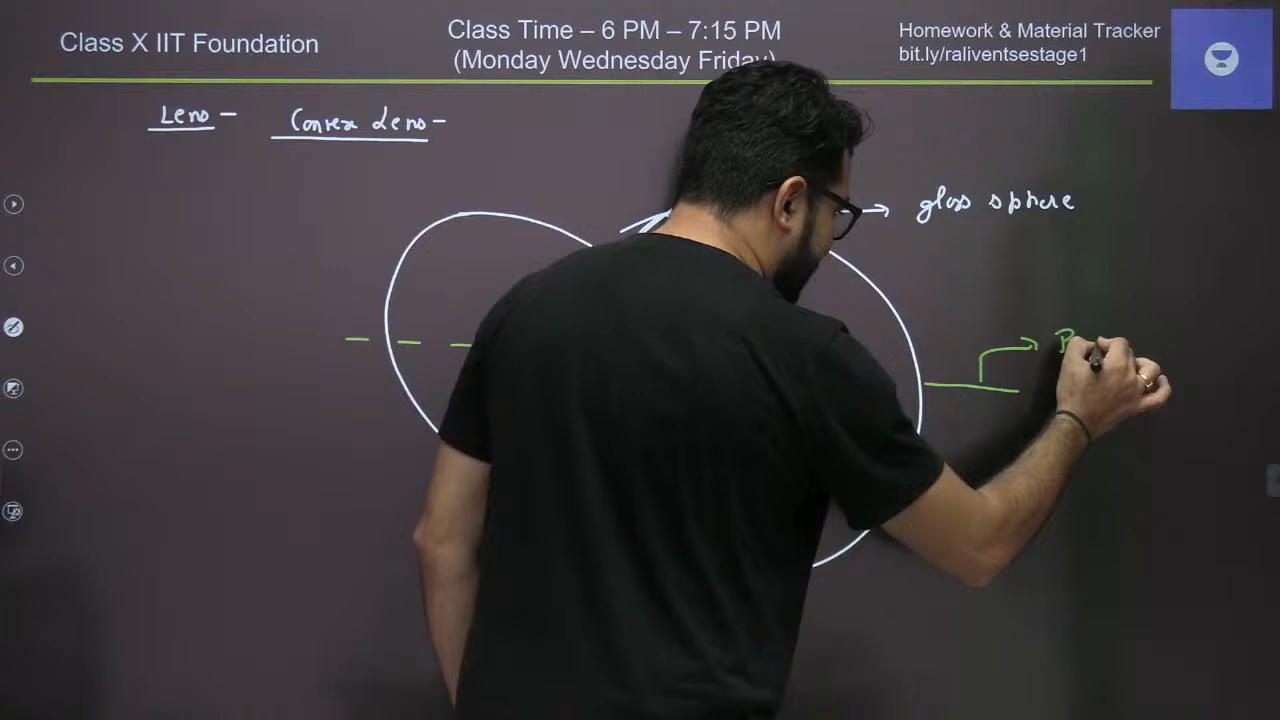 Class X IIT Foundation
Class Time – 6 PM – 7:15 PM
(Monday Wednesday Friday)
Homework & Material Tracker
bit.ly/raliventsestage1
Lens – Convex Lens –
glass sphere
P